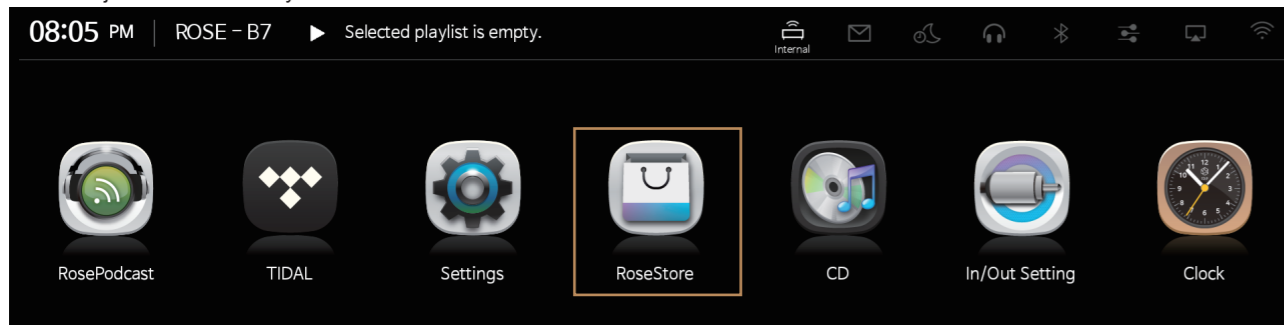 08:05 PM ROSE - B7 Selected playlist is empty.
Internal
RosePodcast TIDAL Settings RoseStore CD In/Out Setting Clock